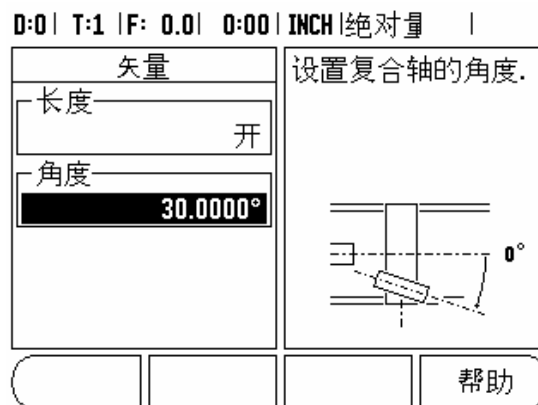 D:0 | T:1 | F: 0.0 | 0:00 | INCH | 绝对量 |
矢量
长度
开
角度
30.0000°
设置复合轴的角度.
0°
帮助